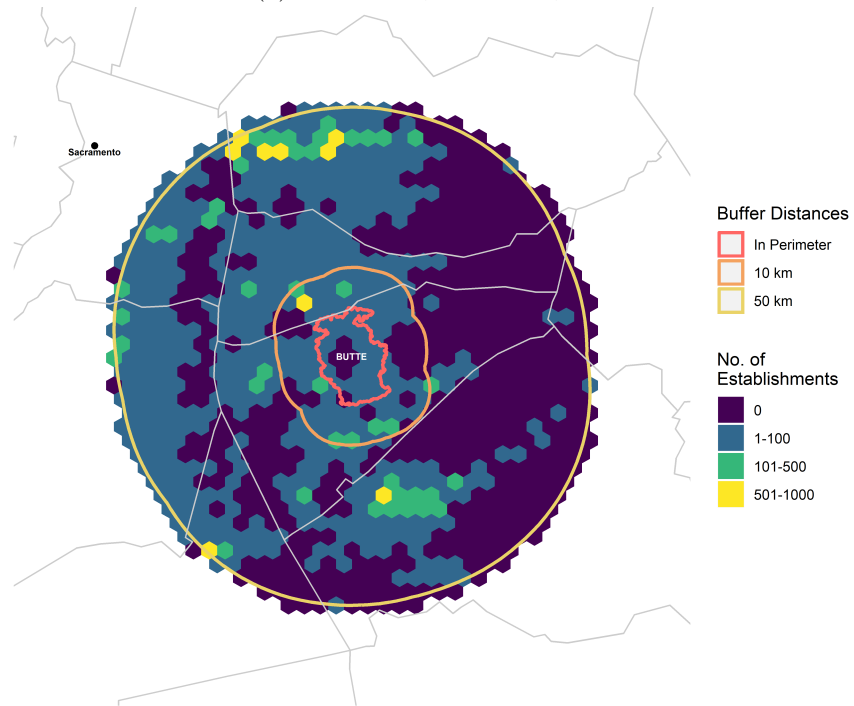 Sacramento
BUTTE
Buffer Distances
In Perimeter
10 km
50 km
No. of
Establishments
0
1-100
101-500
501-1000